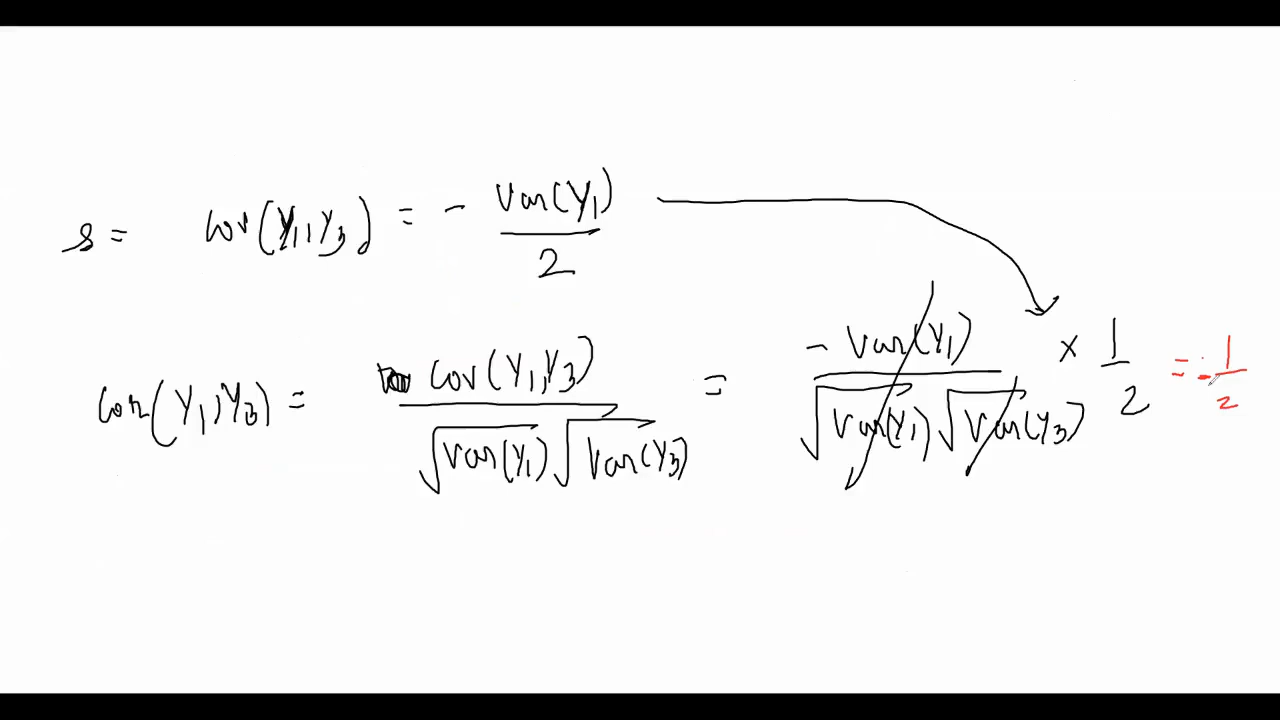 s = Cov(Y₁, Y₃) = - Var(Y₁) / 2
Corr(Y₁, Y₃) = Cov(Y₁, Y₃) / √Var(Y₁) √Var(Y₃) = - Var(Y₁) / √Var(Y₁) √Var(Y₃) × 1/2 = - 1/2